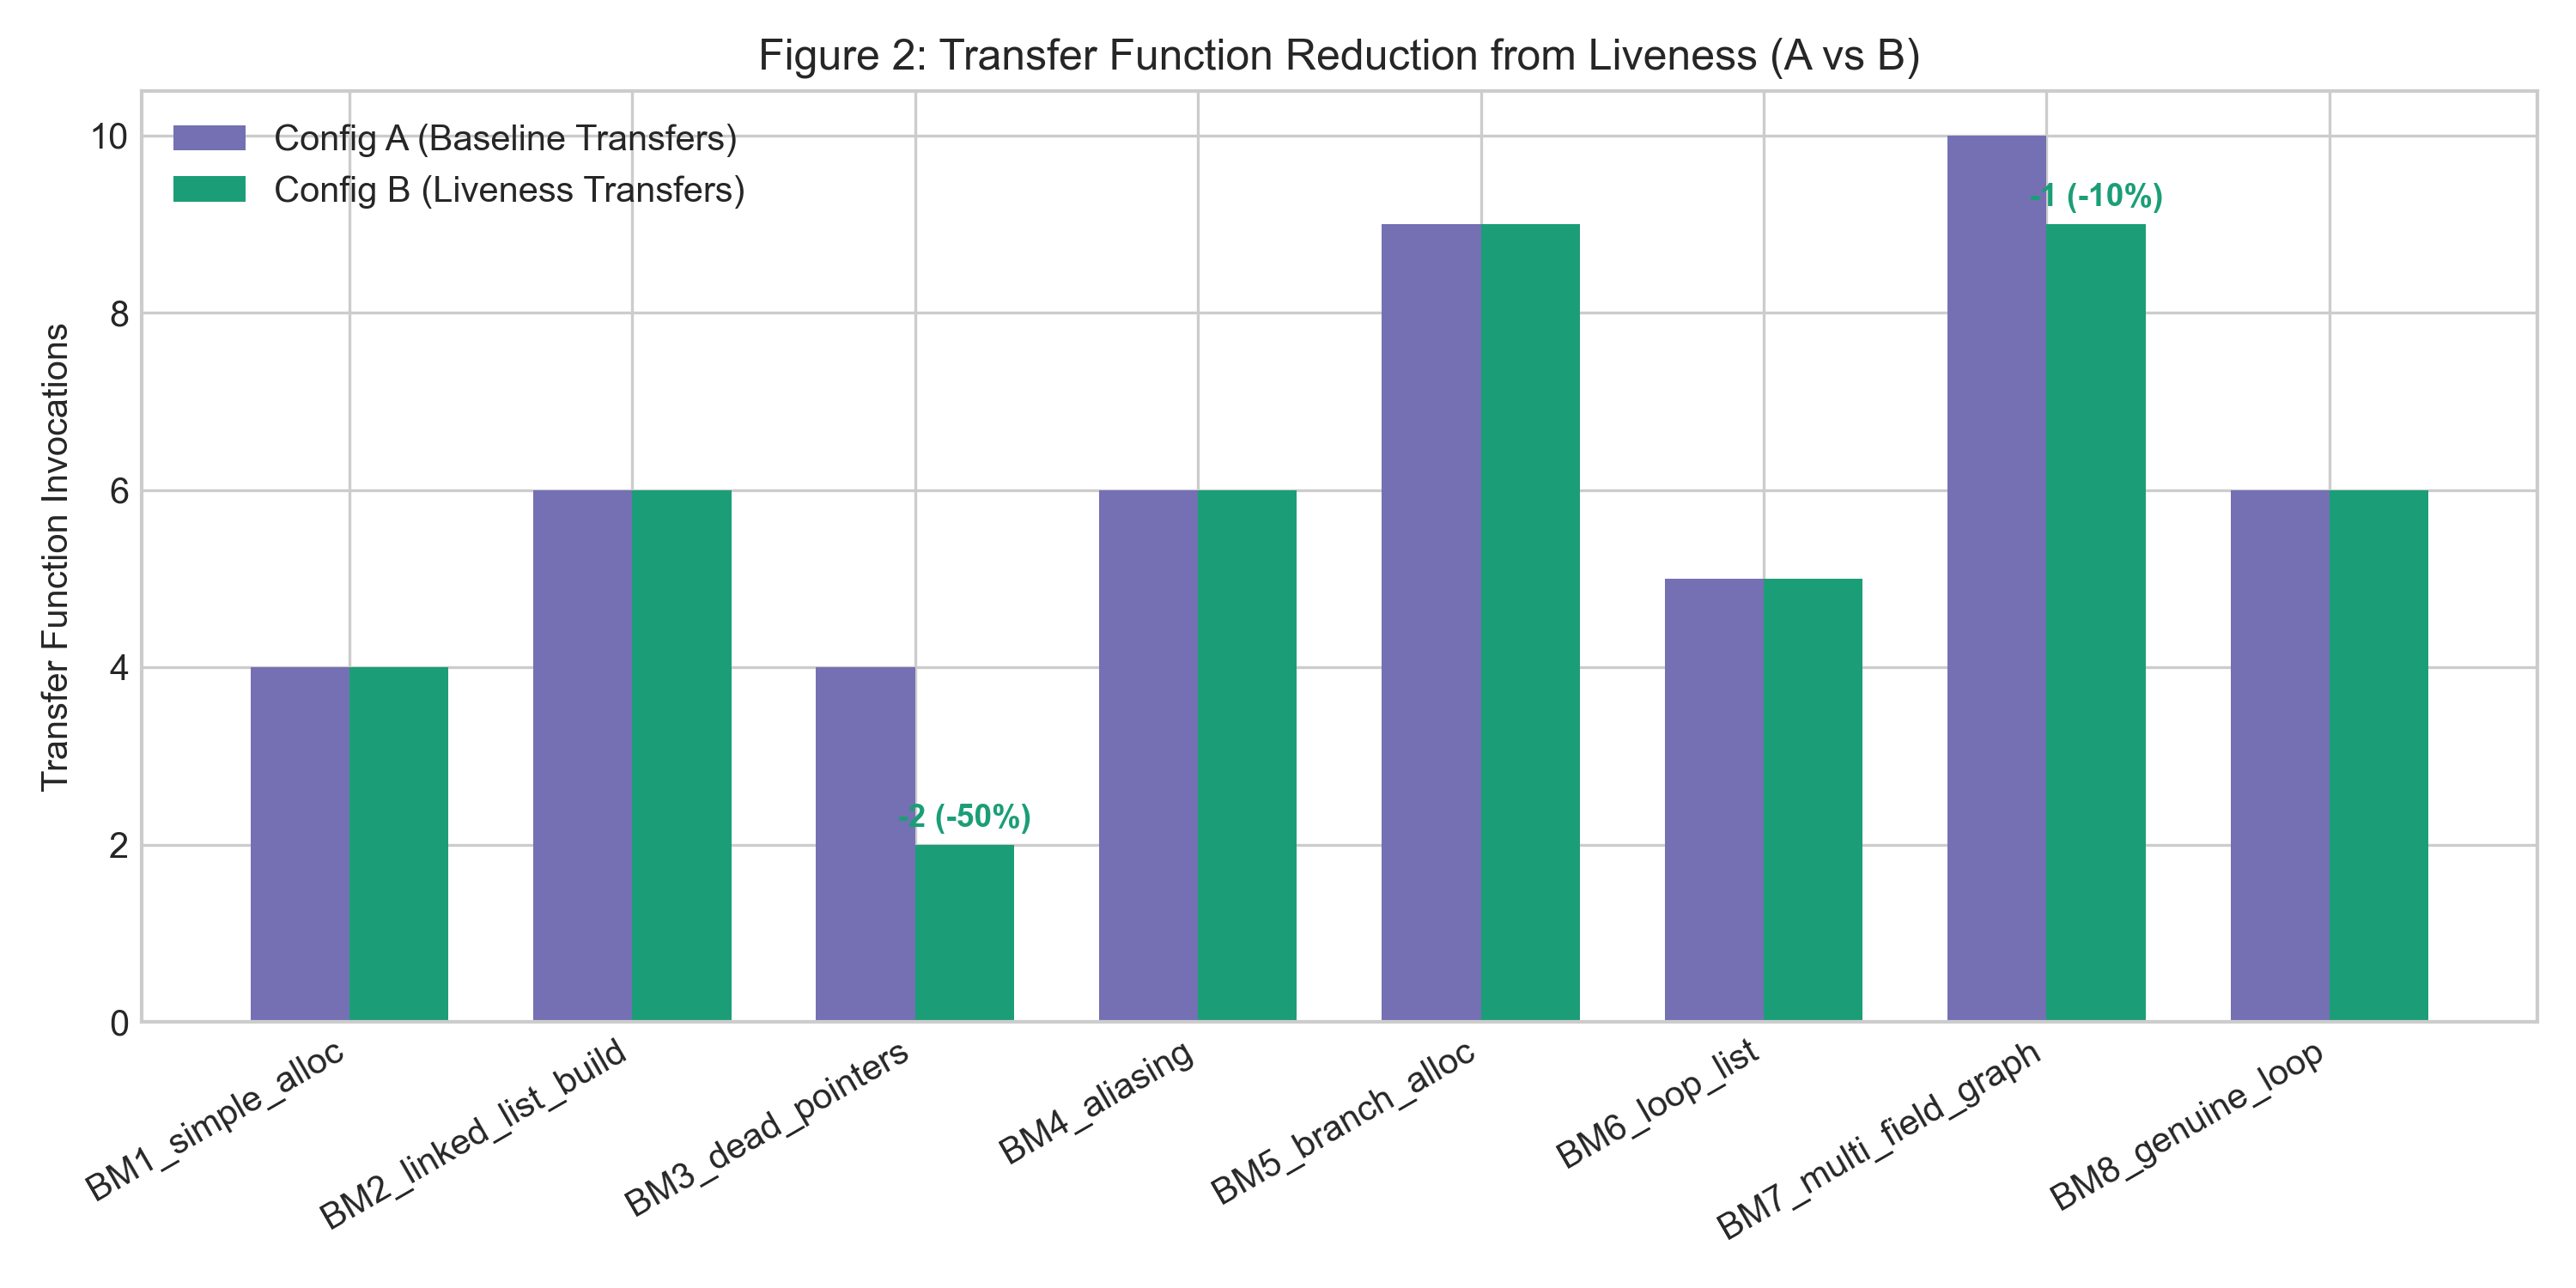 Figure 2: Transfer Function Reduction from Liveness (A vs B)
Config A (Baseline Transfers)
Config B (Liveness Transfers)
Transfer Function Invocations
10
8
6
4
2
0
-2 (-50%)
-1 (-10%)
BM1_simple_alloc
BM2_linked_list_build
BM3_dead_pointers
BM4_aliasing
BM5_branch_alloc
BM6_loop_list
BM7_multi_field_graph
BM8_genuine_loop